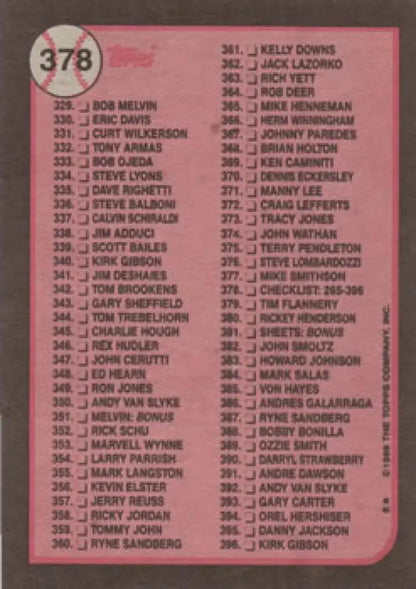 378
Topps
329. BOB MELVIN
330. ERIC DAVIS
331. CURT WILKERSON
332. TONY ARMAS
333. BOB OJEDA
334. STEVE LYONS
335. DAVE RIGHETTI
336. STEVE BALBONI
337. CALVIN SCHIRALDI
338. JIM ADDUCI
339. SCOTT BAILES
340. KIRK GIBSON
341. JIM DESHAIES
342. TOM BROOKENS
343. GARY SHEFFIELD
344. TOM TREBELHORN
345. CHARLIE HOUGH
346. REX HUDLER
347. JOHN CERUTTI
348. ED HEARN
349. RON JONES
350. ANDY VAN SLYKE
351. MELVIN: BONUS
352. RICK SCHU
353. MARVELL WYNNE
354. LARRY PARRISH
355. MARK LANGSTON
356. KEVIN ELSTER
357. JERRY REUSS
358. RICKY JORDAN
359. TOMMY JOHN
360. RYNE SANDBERG
361. KELLY DOWNS
362. JACK LAZORKO
363. RICH YETT
364. ROB DEER
365. MIKE HENNEMAN
366. HERM WINNINGHAM
367. JOHNNY PAREDES
368. BRIAN HOLTON
369. KEN CAMINITI
370. DENNIS ECKERSLEY
371. MANNY LEE
372. CRAIG LEFFERTS
373. TRACY JONES
374. JOHN WATHAN
375. TERRY PENDLETON
376. STEVE LOMBARDOZZI
377. MIKE SMITHSON
378. CHECKLIST: 265-396
379. TIM FLANNERY
380. RICKEY HENDERSON
381. SHEETS: BONUS
382. JOHN SMOLTZ
383. HOWARD JOHNSON
384. MARK SALAS
385. VON HAYES
386. ANDRES GALARRAGA
387. RYNE SANDBERG
388. BOBBY BONILLA
389. OZZIE SMITH
390. DARRYL STRAWBERRY
391. ANDRE DAWSON
392. ANDY VAN SLYKE
393. GARY CARTER
394. OREL HERSHISER
395. DANNY JACKSON
396. KIRK GIBSON
© 1989 THE TOPPS COMPANY, INC.